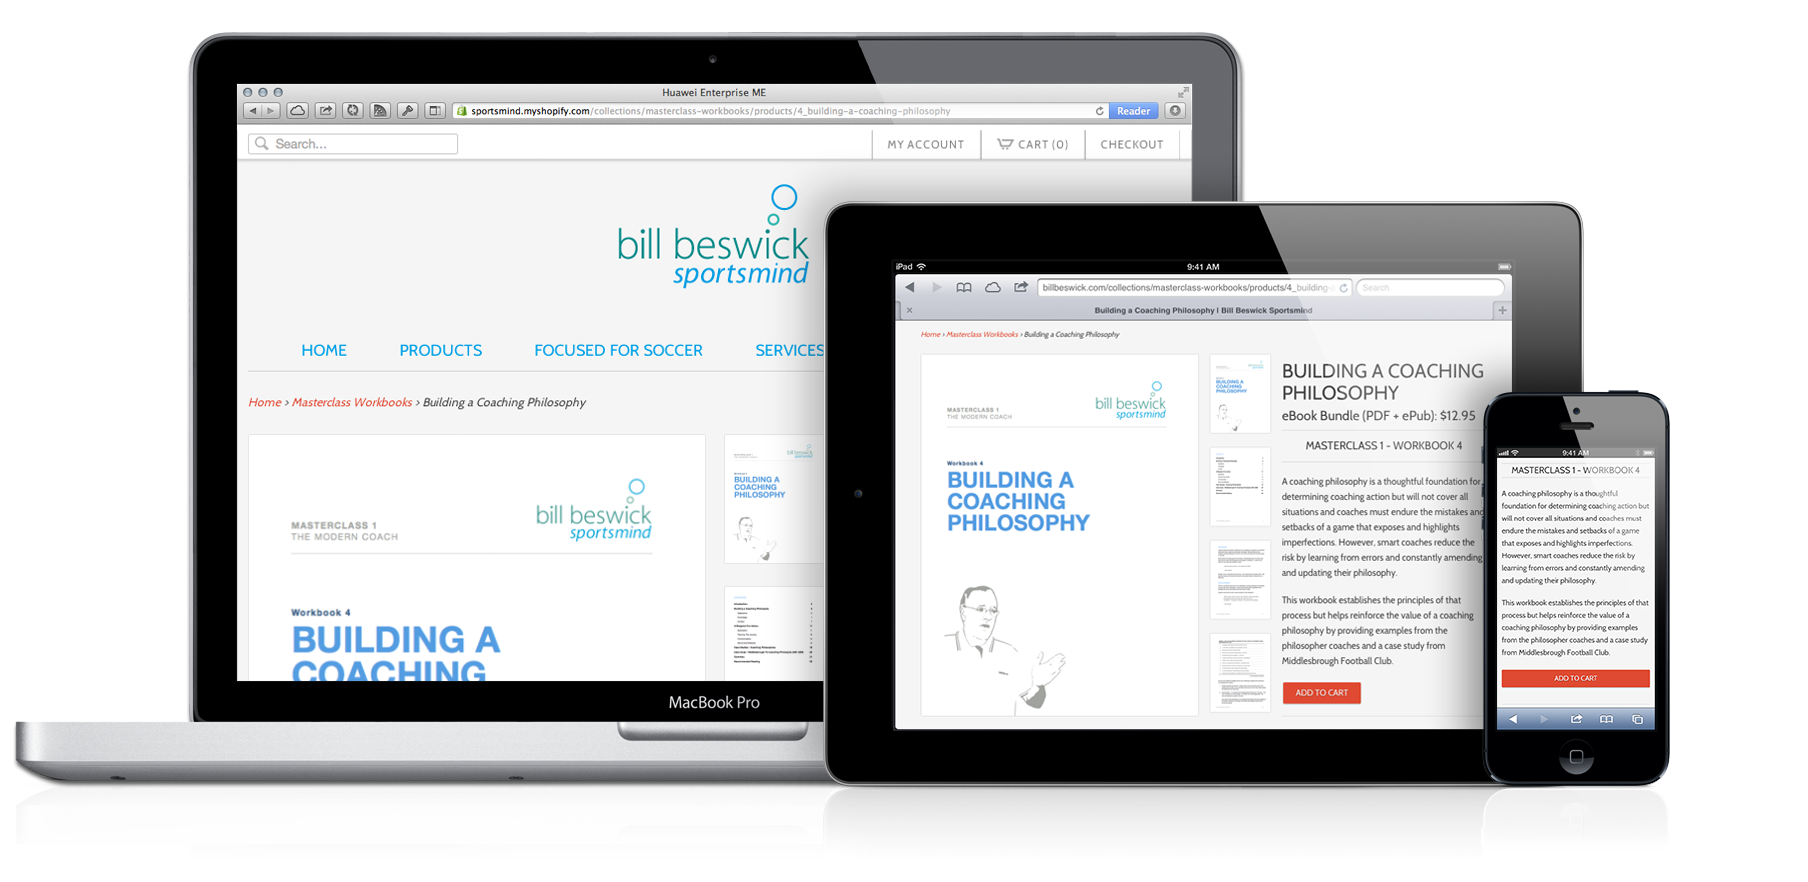 Huawei Enterprise ME
sportsmind.myshopify.com/collections/masterclass-workbooks/products/4_building-a-coaching-philosophy
Reader
Search...
MY ACCOUNT
CART (0)
CHECKOUT
bill beswick
sportsmind
HOME
PRODUCTS
FOCUSED FOR SOCCER
SERVICES
Home › Masterclass Workbooks › Building a Coaching Philosophy
MASTERCLASS 1
THE MODERN COACH
bill beswick
sportsmind
Workbook 4
BUILDING A
COACHING
BUILDING A
COACHING
PHILOSOPHY
MacBook Pro
iPad
9:41 AM
billbeswick.com/collections/masterclass-workbooks/products/4_building-
Search
Building a Coaching Philosophy | Bill Beswick Sportsmind
Home › Masterclass Workbooks › Building a Coaching Philosophy
MASTERCLASS 1
THE MODERN COACH
bill beswick
sportsmind
Workbook 4
BUILDING A
COACHING
PHILOSOPHY
BUILDING A
COACHING
PHILOSOPHY
BUILDING A COACHING
PHILOSOPHY
eBook Bundle (PDF + ePub): $12.95
MASTERCLASS 1 - WORKBOOK 4
A coaching philosophy is a thoughtful foundation for
determining coaching action but will not cover all
situations and coaches must endure the mistakes and
setbacks of a game that exposes and highlights
imperfections. However, smart coaches reduce the
risk by learning from errors and constantly amending
and updating their philosophy.
This workbook establishes the principles of that
process but helps reinforce the value of a coaching
philosophy by providing examples from the
philosopher coaches and a case study from
Middlesbrough Football Club.
ADD TO CART
9:41 AM
MASTERCLASS 1 - WORKBOOK 4
A coaching philosophy is a thoughtful
foundation for determining coaching action but
will not cover all situations and coaches must
endure the mistakes and setbacks of a game
that exposes and highlights imperfections.
However, smart coaches reduce the risk by
learning from errors and constantly amending
and updating their philosophy.
This workbook establishes the principles of that
process but helps reinforce the value of a
coaching philosophy by providing examples
from the philosopher coaches and a case study
from Middlesbrough Football Club.
ADD TO CART